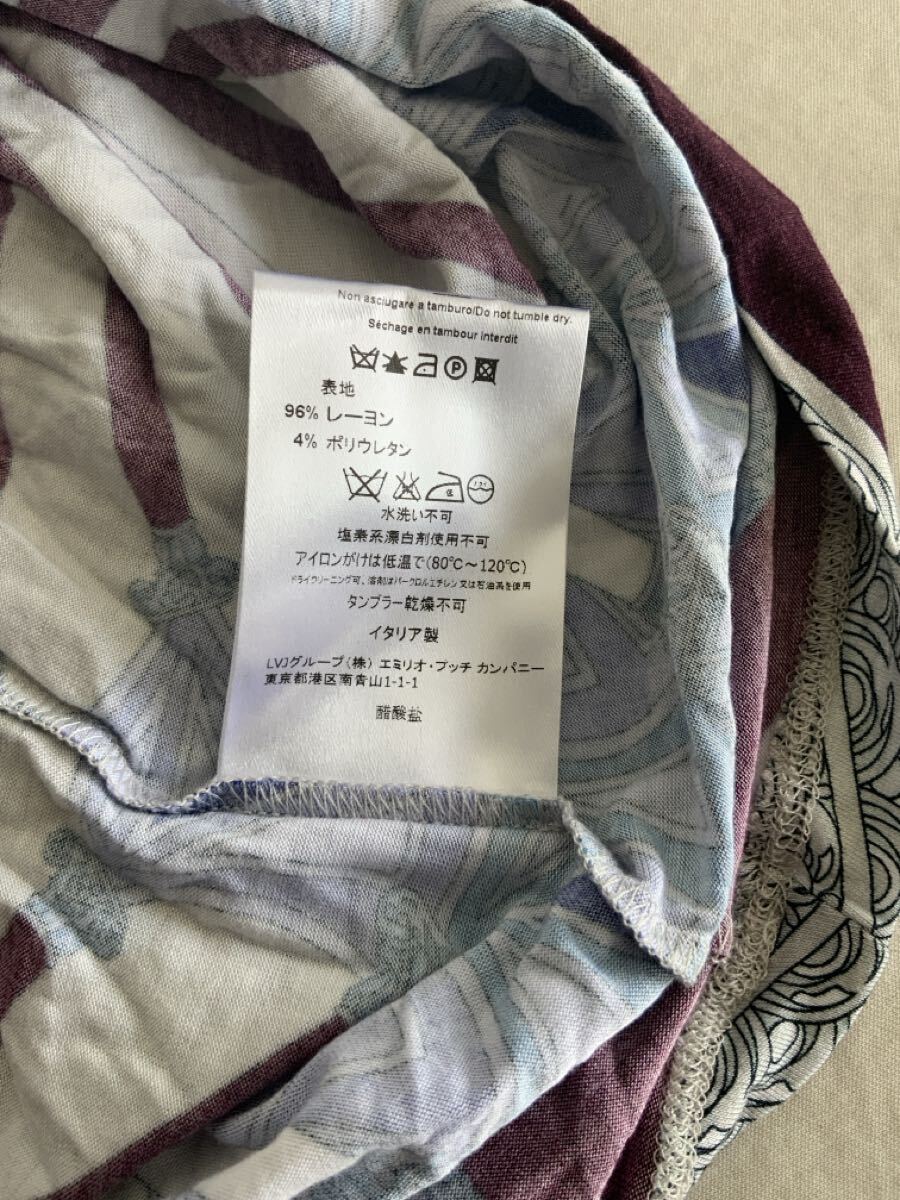 Non asciugare a tamburo/Do not tumble dry.
Séchage en tambour interdit
P
表地
96% レーヨン
4% ポリウレタン
水洗い不可
塩素系漂白剤使用不可
アイロンがけは低温で(80℃～120℃)
ドライクリーニング可、溶剤はパークロルエチレン又は石油系を使用
タンブラー乾燥不可
イタリア製
LVJグループ(株) エミリオ・プッチ カンパニー
東京都港区南青山1-1-1
醋酸盐